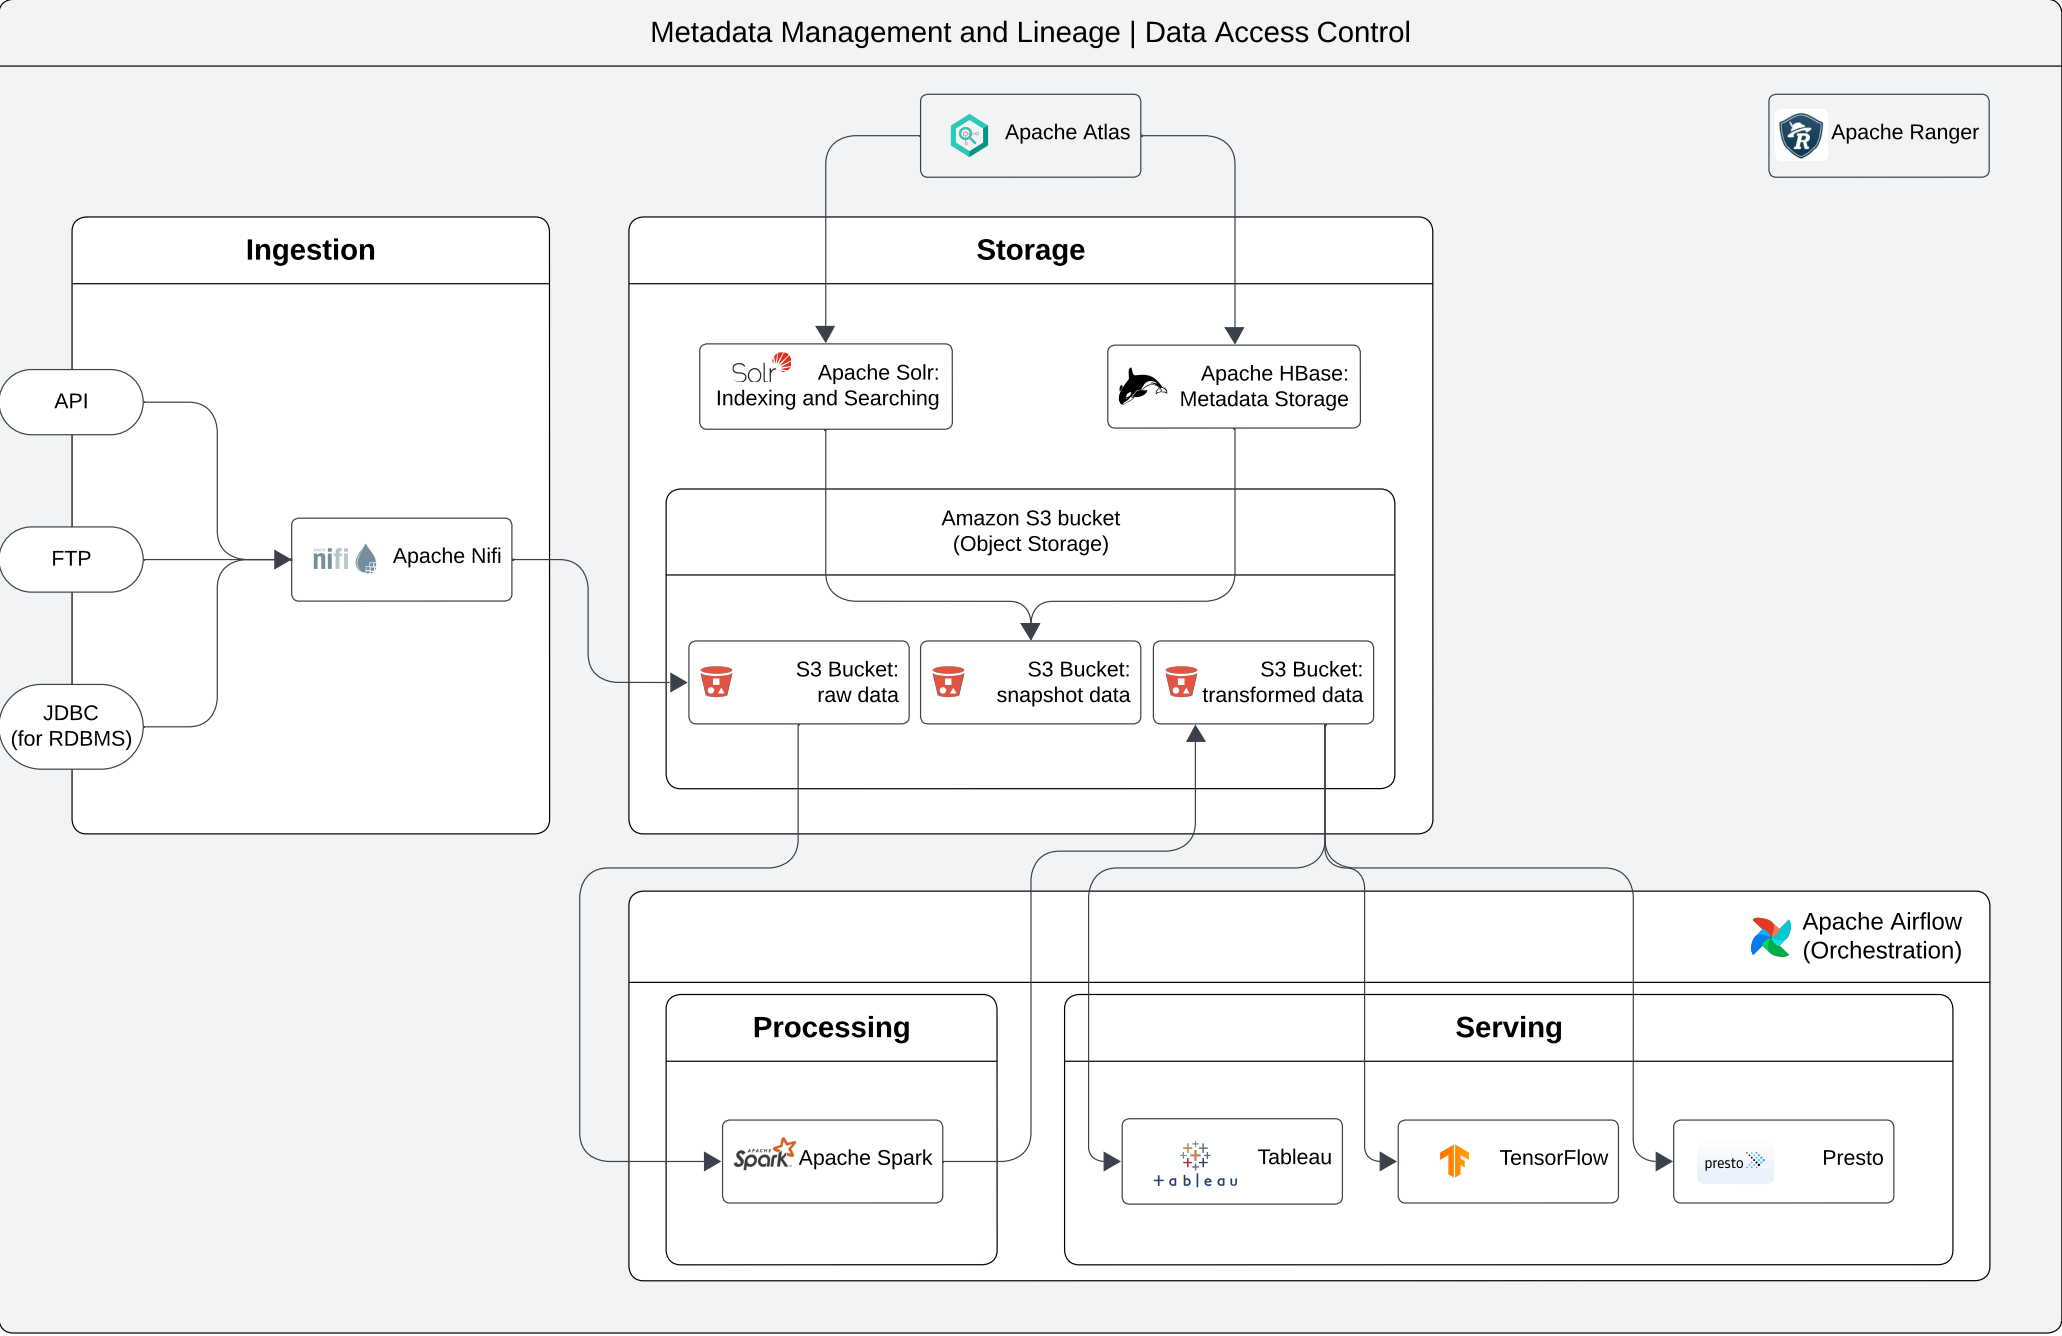 Metadata Management and Lineage | Data Access Control
Apache Atlas
Apache Ranger
Ingestion
API
FTP
JDBC
(for RDBMS)
nifi
Apache Nifi
Storage
Solr
Apache Solr:
Indexing and Searching
Apache HBase:
Metadata Storage
Amazon S3 bucket
(Object Storage)
S3 Bucket:
raw data
S3 Bucket:
snapshot data
S3 Bucket:
transformed data
Apache Airflow
(Orchestration)
Processing
APACHE
Spark
Apache Spark
Serving
tableau
Tableau
TensorFlow
presto
Presto